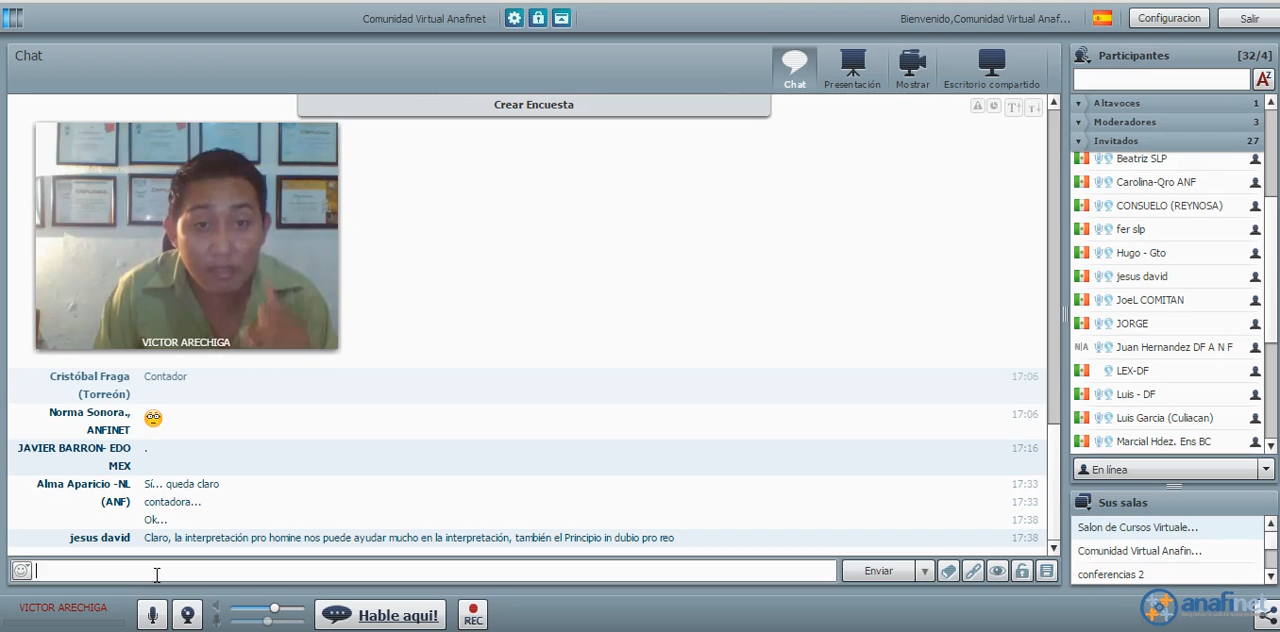 Comunidad Virtual Anafinet
Bienvenido,Comunidad Virtual Anaf...
Configuracion
Salir
Chat
Chat
Presentación
Mostrar
Escritorio compartido
Participantes
[32/4]
Crear Encuesta
Altavoces 1
Moderadores 3
Invitados 27
Beatriz SLP
Carolina-Qro ANF
CONSUELO (REYNOSA)
fer slp
Hugo - Gto
jesus david
JoeL COMITAN
JORGE
N|A Juan Hernandez DF A N F
LEX-DF
Luis - DF
Luis Garcia (Culiacan)
Marcial Hdez. Ens BC
En línea
Sus salas
Salon de Cursos Virtuale...
Comunidad Virtual Anafin...
conferencias 2
VICTOR ARECHIGA
Cristóbal Fraga Contador 17:06
(Torreón)
Norma Sonora., 17:06
ANFINET
JAVIER BARRON- EDO . 17:16
MEX
Alma Aparicio -NL Sí... queda claro 17:33
(ANF) contadora... 17:33
Ok... 17:38
jesus david Claro, la interpretación pro homine nos puede ayudar mucho en la interpretación, también el Principio in dubio pro reo 17:38
Enviar
VICTOR ARECHIGA
Hable aqui!
REC
anafinet